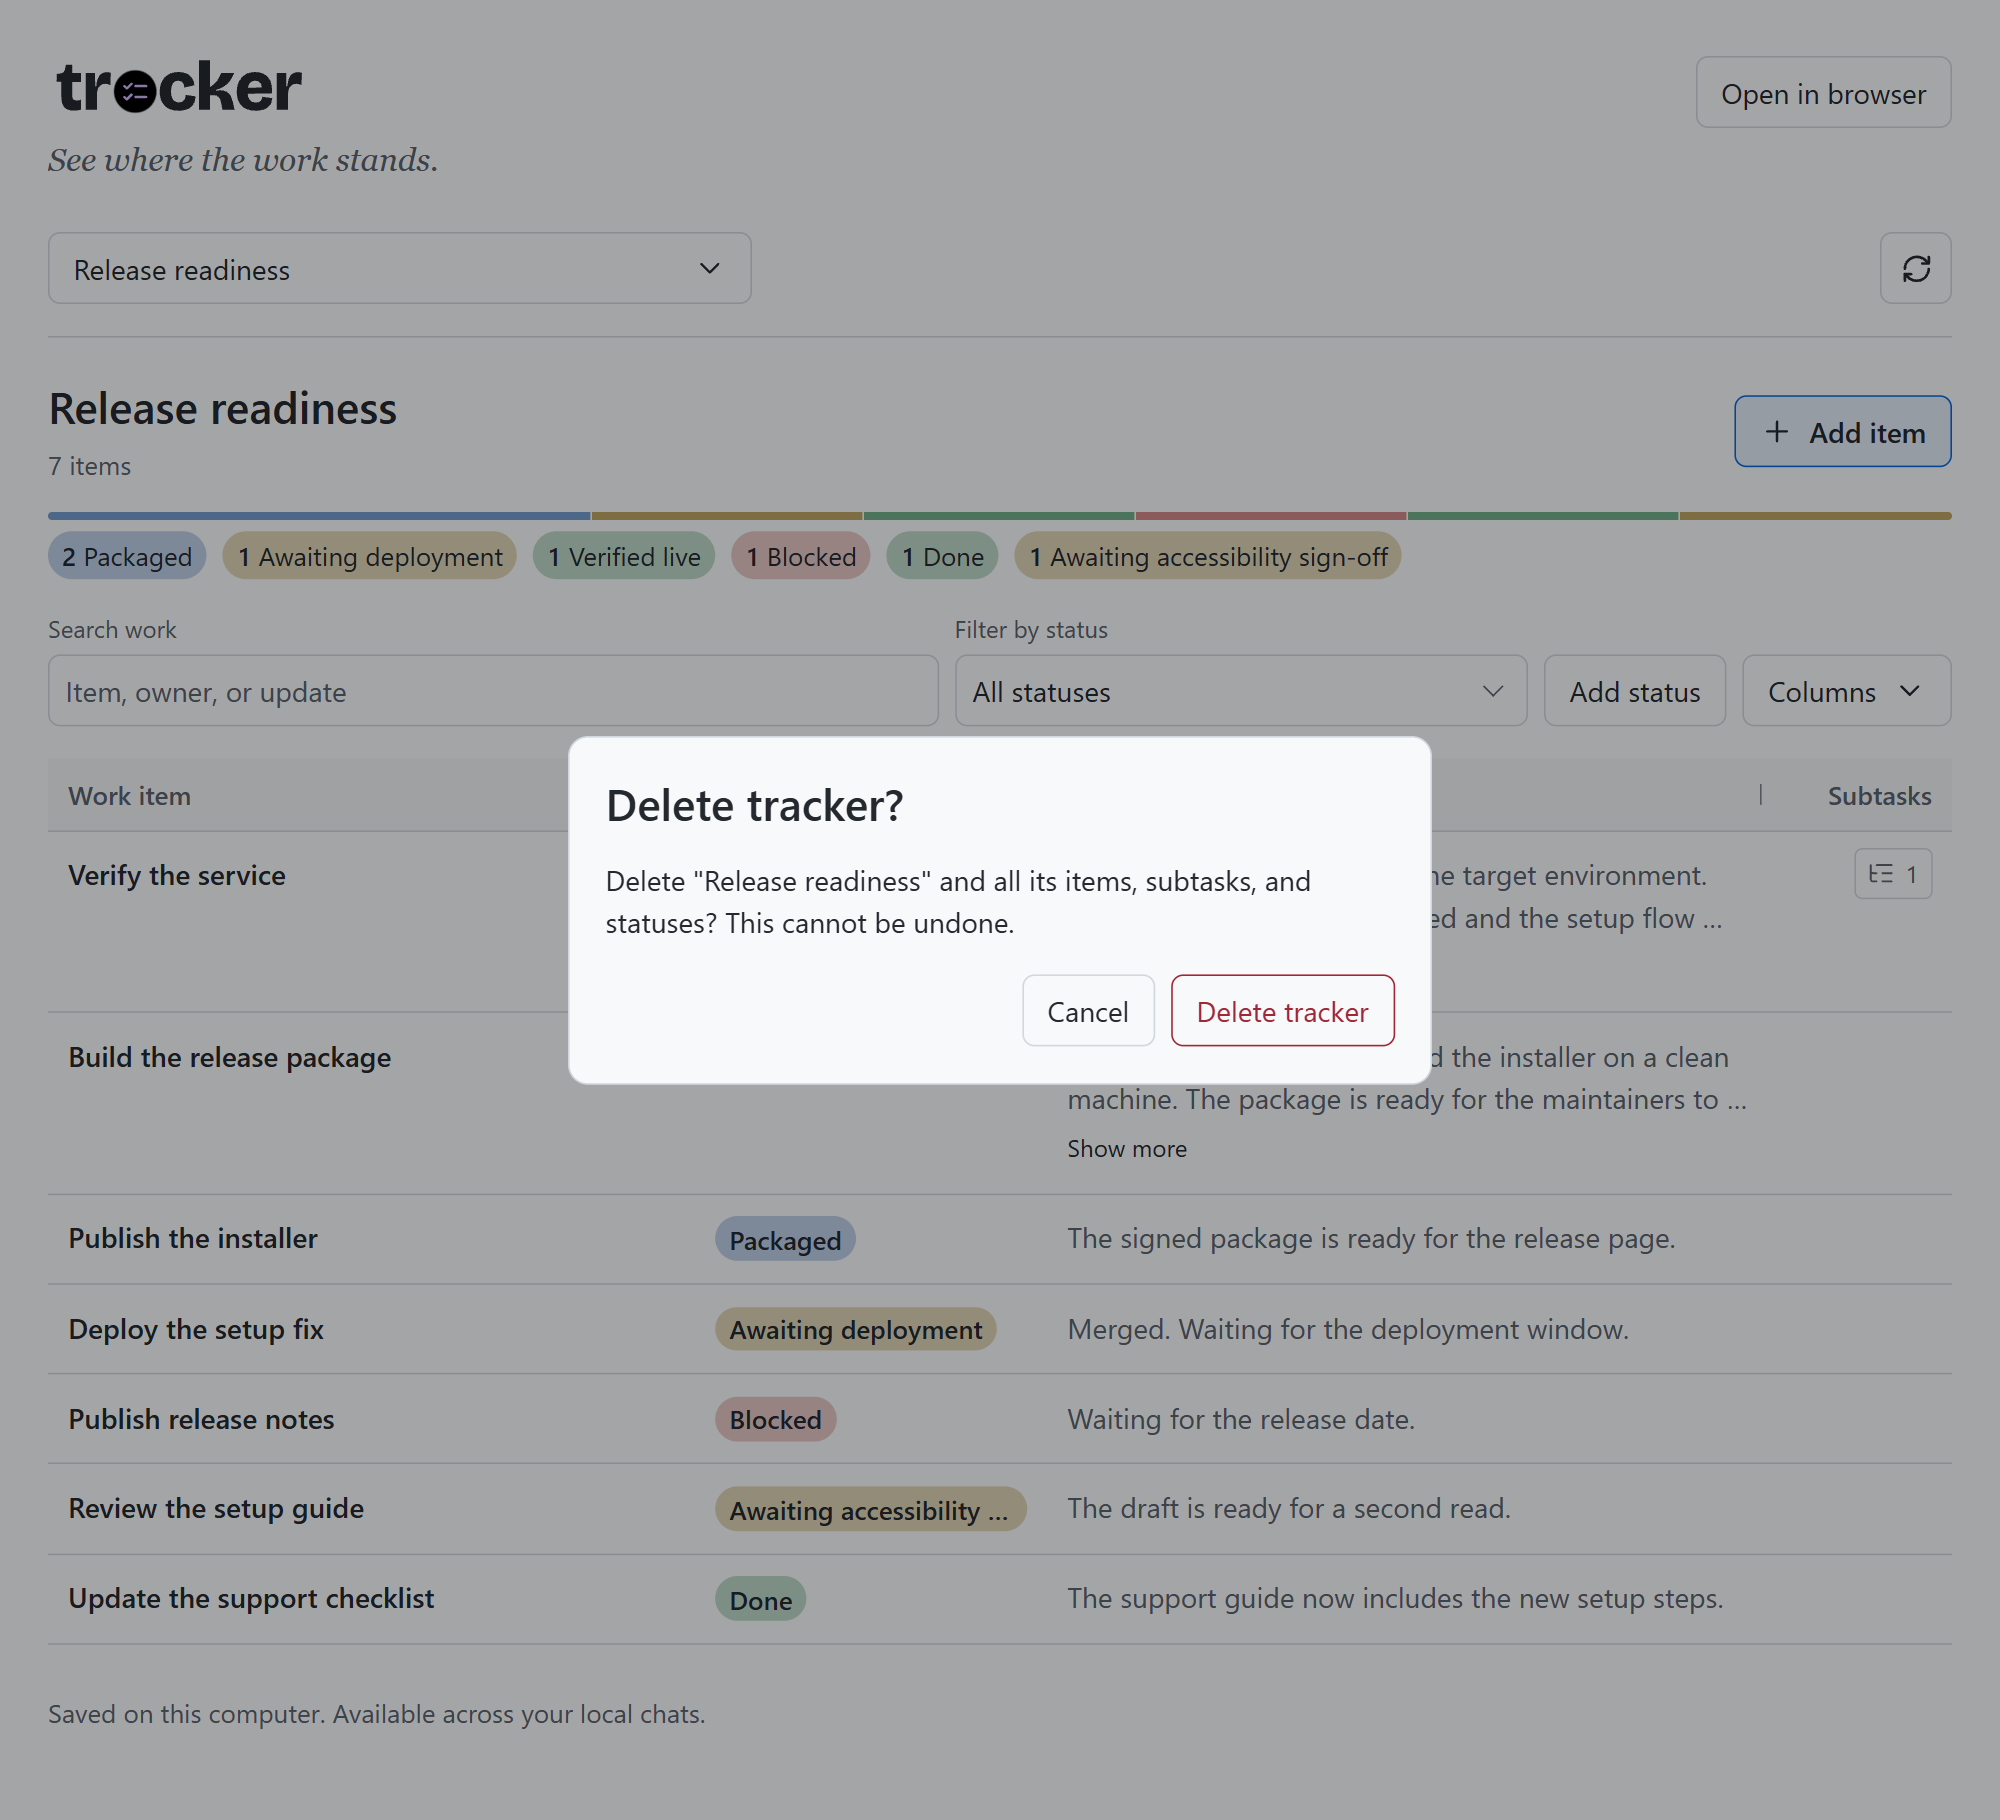 tracker
Open in browser
See where the work stands.
Release readiness
Release readiness
Add item
7 items
2 Packaged
1 Awaiting deployment
1 Verified live
1 Blocked
1 Done
1 Awaiting accessibility sign-off
Search work
Filter by status
Item, owner, or update
All statuses
Add status
Columns
Work item
Subtasks
Delete tracker?
Delete "Release readiness" and all its items, subtasks, and
statuses? This cannot be undone.
Cancel
Delete tracker
Verify the service
target environment.
1
and the setup flow ...
Build the release package
the installer on a clean
machine. The package is ready for the maintainers to ...
Show more
Publish the installer
Packaged
The signed package is ready for the release page.
Deploy the setup fix
Awaiting deployment
Merged. Waiting for the deployment window.
Publish release notes
Blocked
Waiting for the release date.
Review the setup guide
Awaiting accessibility ...
The draft is ready for a second read.
Update the support checklist
Done
The support guide now includes the new setup steps.
Saved on this computer. Available across your local chats.